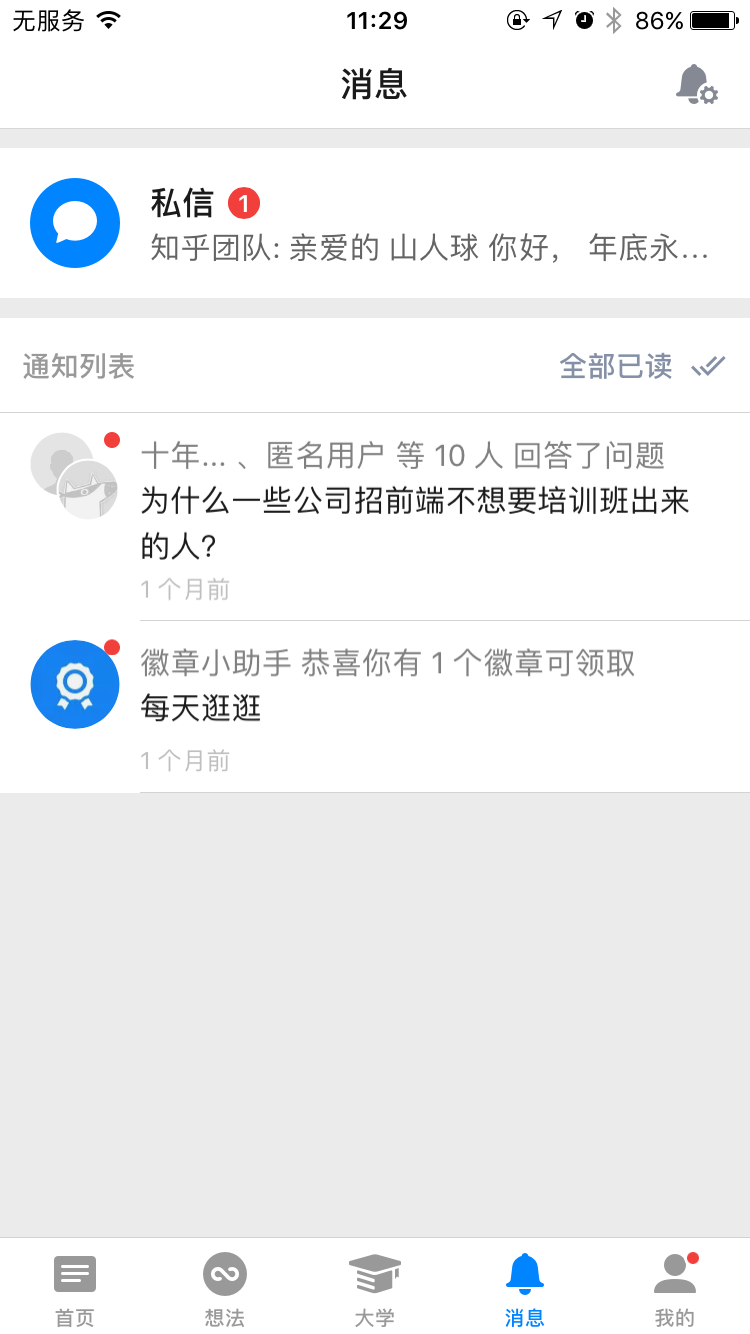 无服务 11:29 86%
消息
私信 1
知乎团队: 亲爱的 山人球 你好， 年底永...
通知列表 全部已读
十年... 、匿名用户 等 10 人 回答了问题
为什么一些公司招前端不想要培训班出来
的人?
1 个月前
徽章小助手 恭喜你有 1 个徽章可领取
每天逛逛
1 个月前
首页 想法 大学 消息 我的